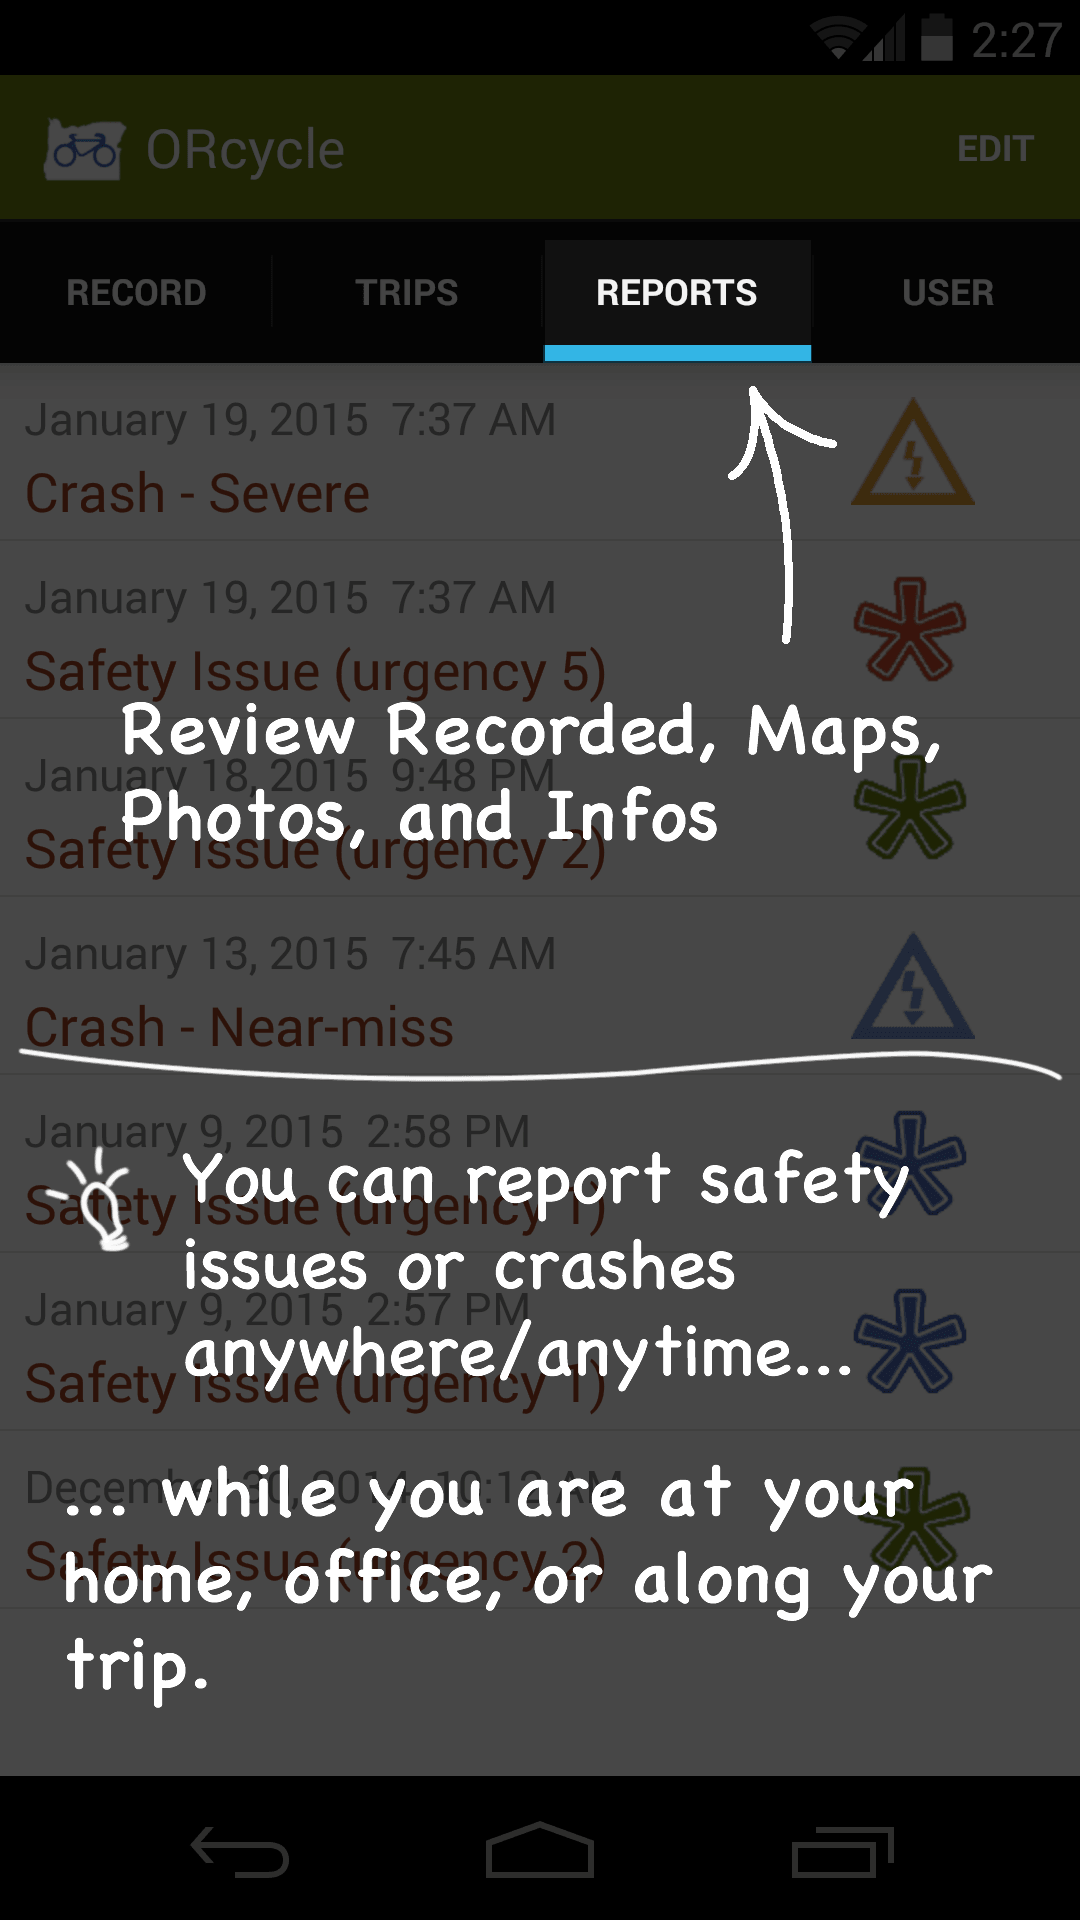 2:27
ORcycle
EDIT
RECORD TRIPS REPORTS USER
January 19, 2015 7:37 AM
Crash - Severe
January 19, 2015 7:37 AM
Safety Issue (urgency 5)
Review Recorded, Maps,
January 18, 2015 9:48 PM
Photos, and Infos
Safety Issue (urgency 2)
January 13, 2015 7:45 AM
Crash - Near-miss
January 9, 2015 2:58 PM
You can report safety
Safety Issue (urgency 1)
issues or crashes
January 9, 2015 2:57 PM
anywhere/anytime...
Safety Issue (urgency 1)
December 30, 2014 10:12 AM
... while you are at your
Safety Issue (urgency 2)
home, office, or along your
trip.